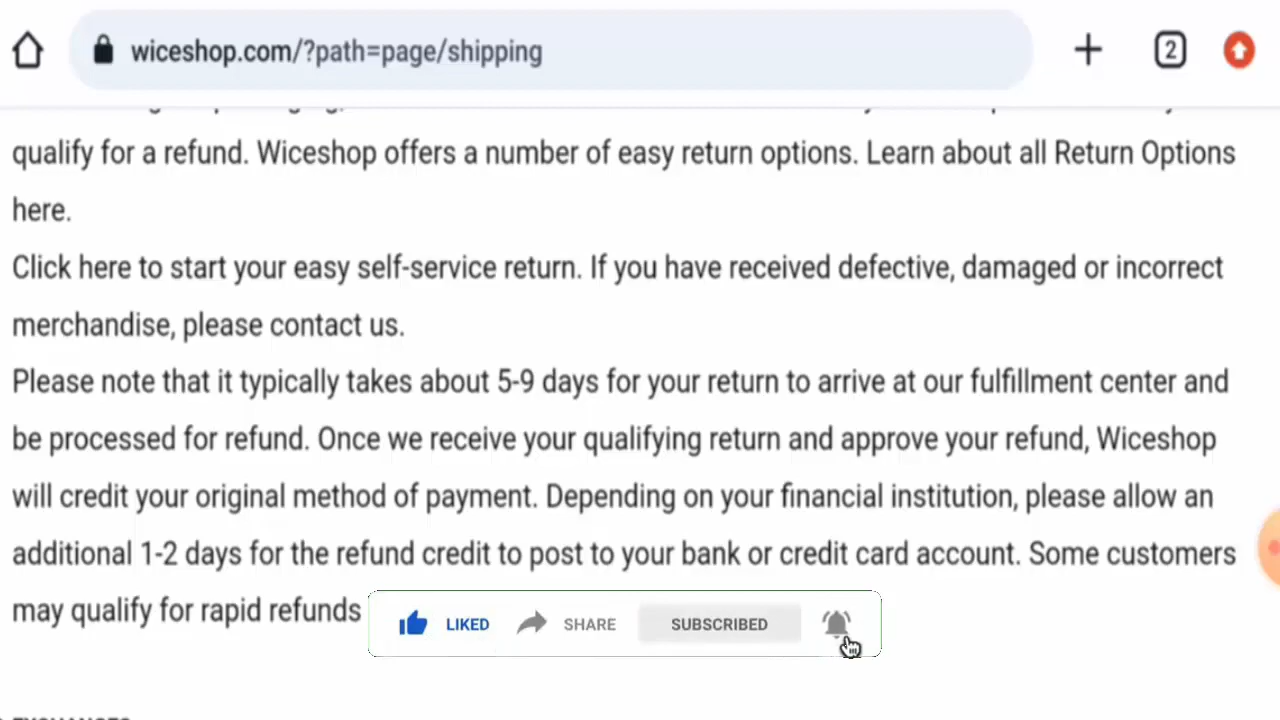 wiceshop.com/?path=page/shipping
2
qualify for a refund. Wiceshop offers a number of easy return options. Learn about all Return Options
here.
Click here to start your easy self-service return. If you have received defective, damaged or incorrect
merchandise, please contact us.
Please note that it typically takes about 5-9 days for your return to arrive at our fulfillment center and
be processed for refund. Once we receive your qualifying return and approve your refund, Wiceshop
will credit your original method of payment. Depending on your financial institution, please allow an
additional 1-2 days for the refund credit to post to your bank or credit card account. Some customers
may qualify for rapid refunds
LIKED SHARE SUBSCRIBED